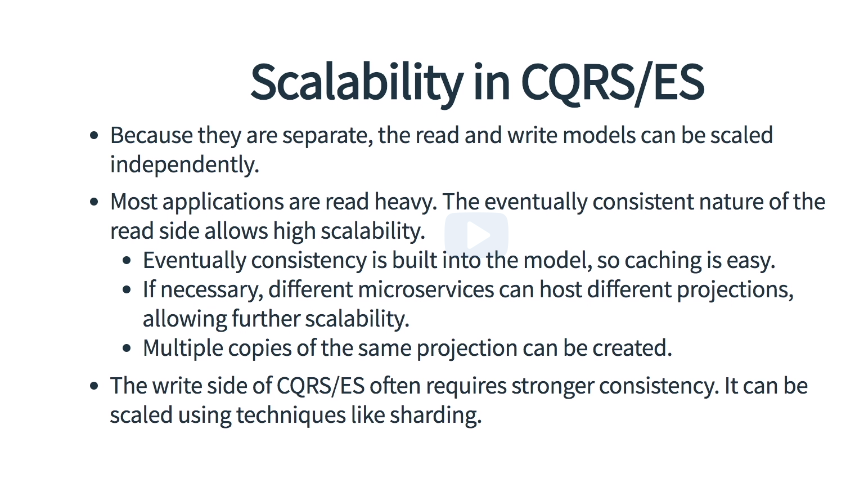 Scalability in CQRS/ES
• Because they are separate, the read and write models can be scaled
independently.
• Most applications are read heavy. The eventually consistent nature of the
read side allows high scalability.
• Eventually consistency is built into the model, so caching is easy.
• If necessary, different microservices can host different projections,
allowing further scalability.
• Multiple copies of the same projection can be created.
• The write side of CQRS/ES often requires stronger consistency. It can be
scaled using techniques like sharding.